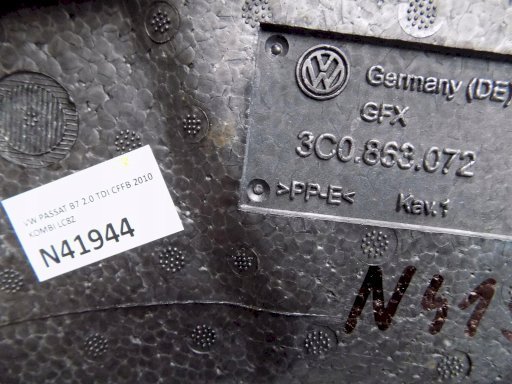 VW
Germany (DE)
GFX
3C0.863.072
>PP-E<
Kav.1
VW PASSAT B7 2.0 TDI CFFB 2010
KOMBI LC8Z
N41944